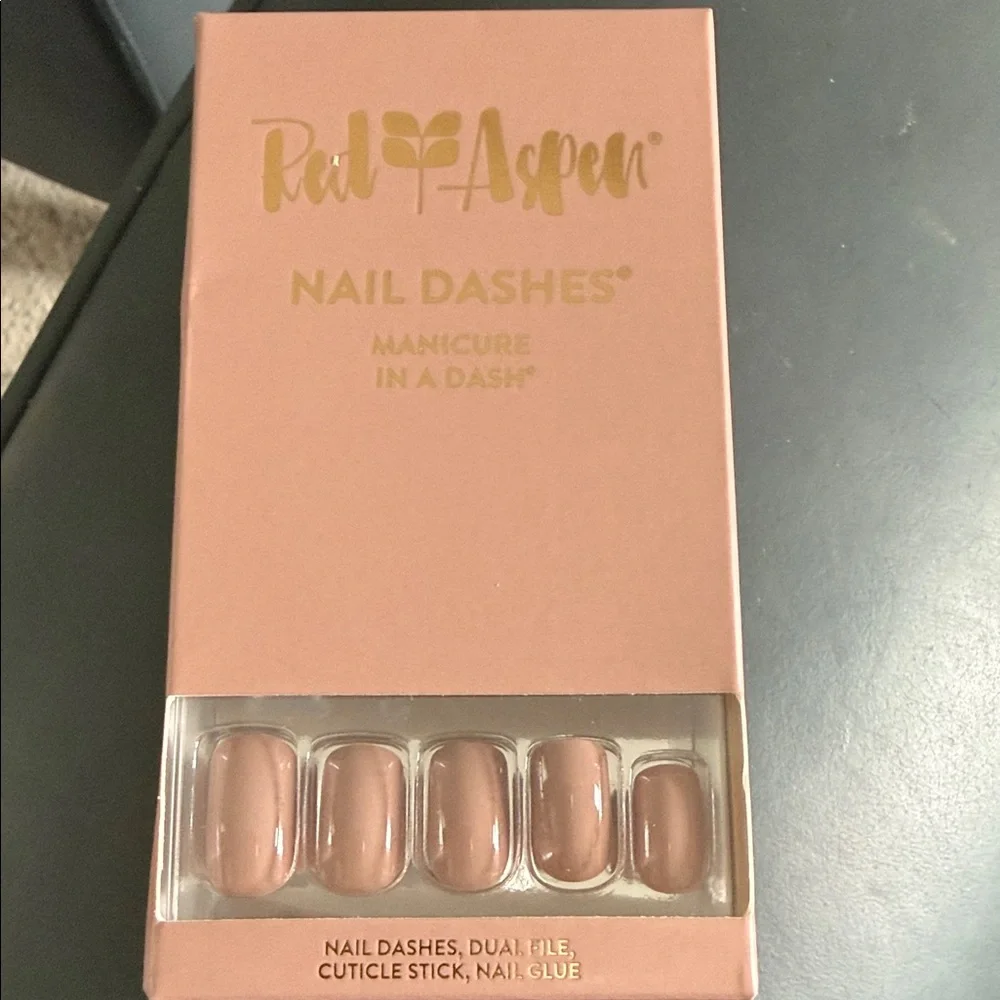 Red Aspen®
NAIL DASHES®
MANICURE
IN A DASH®
NAIL DASHES, DUAL FILE,
CUTICLE STICK, NAIL GLUE